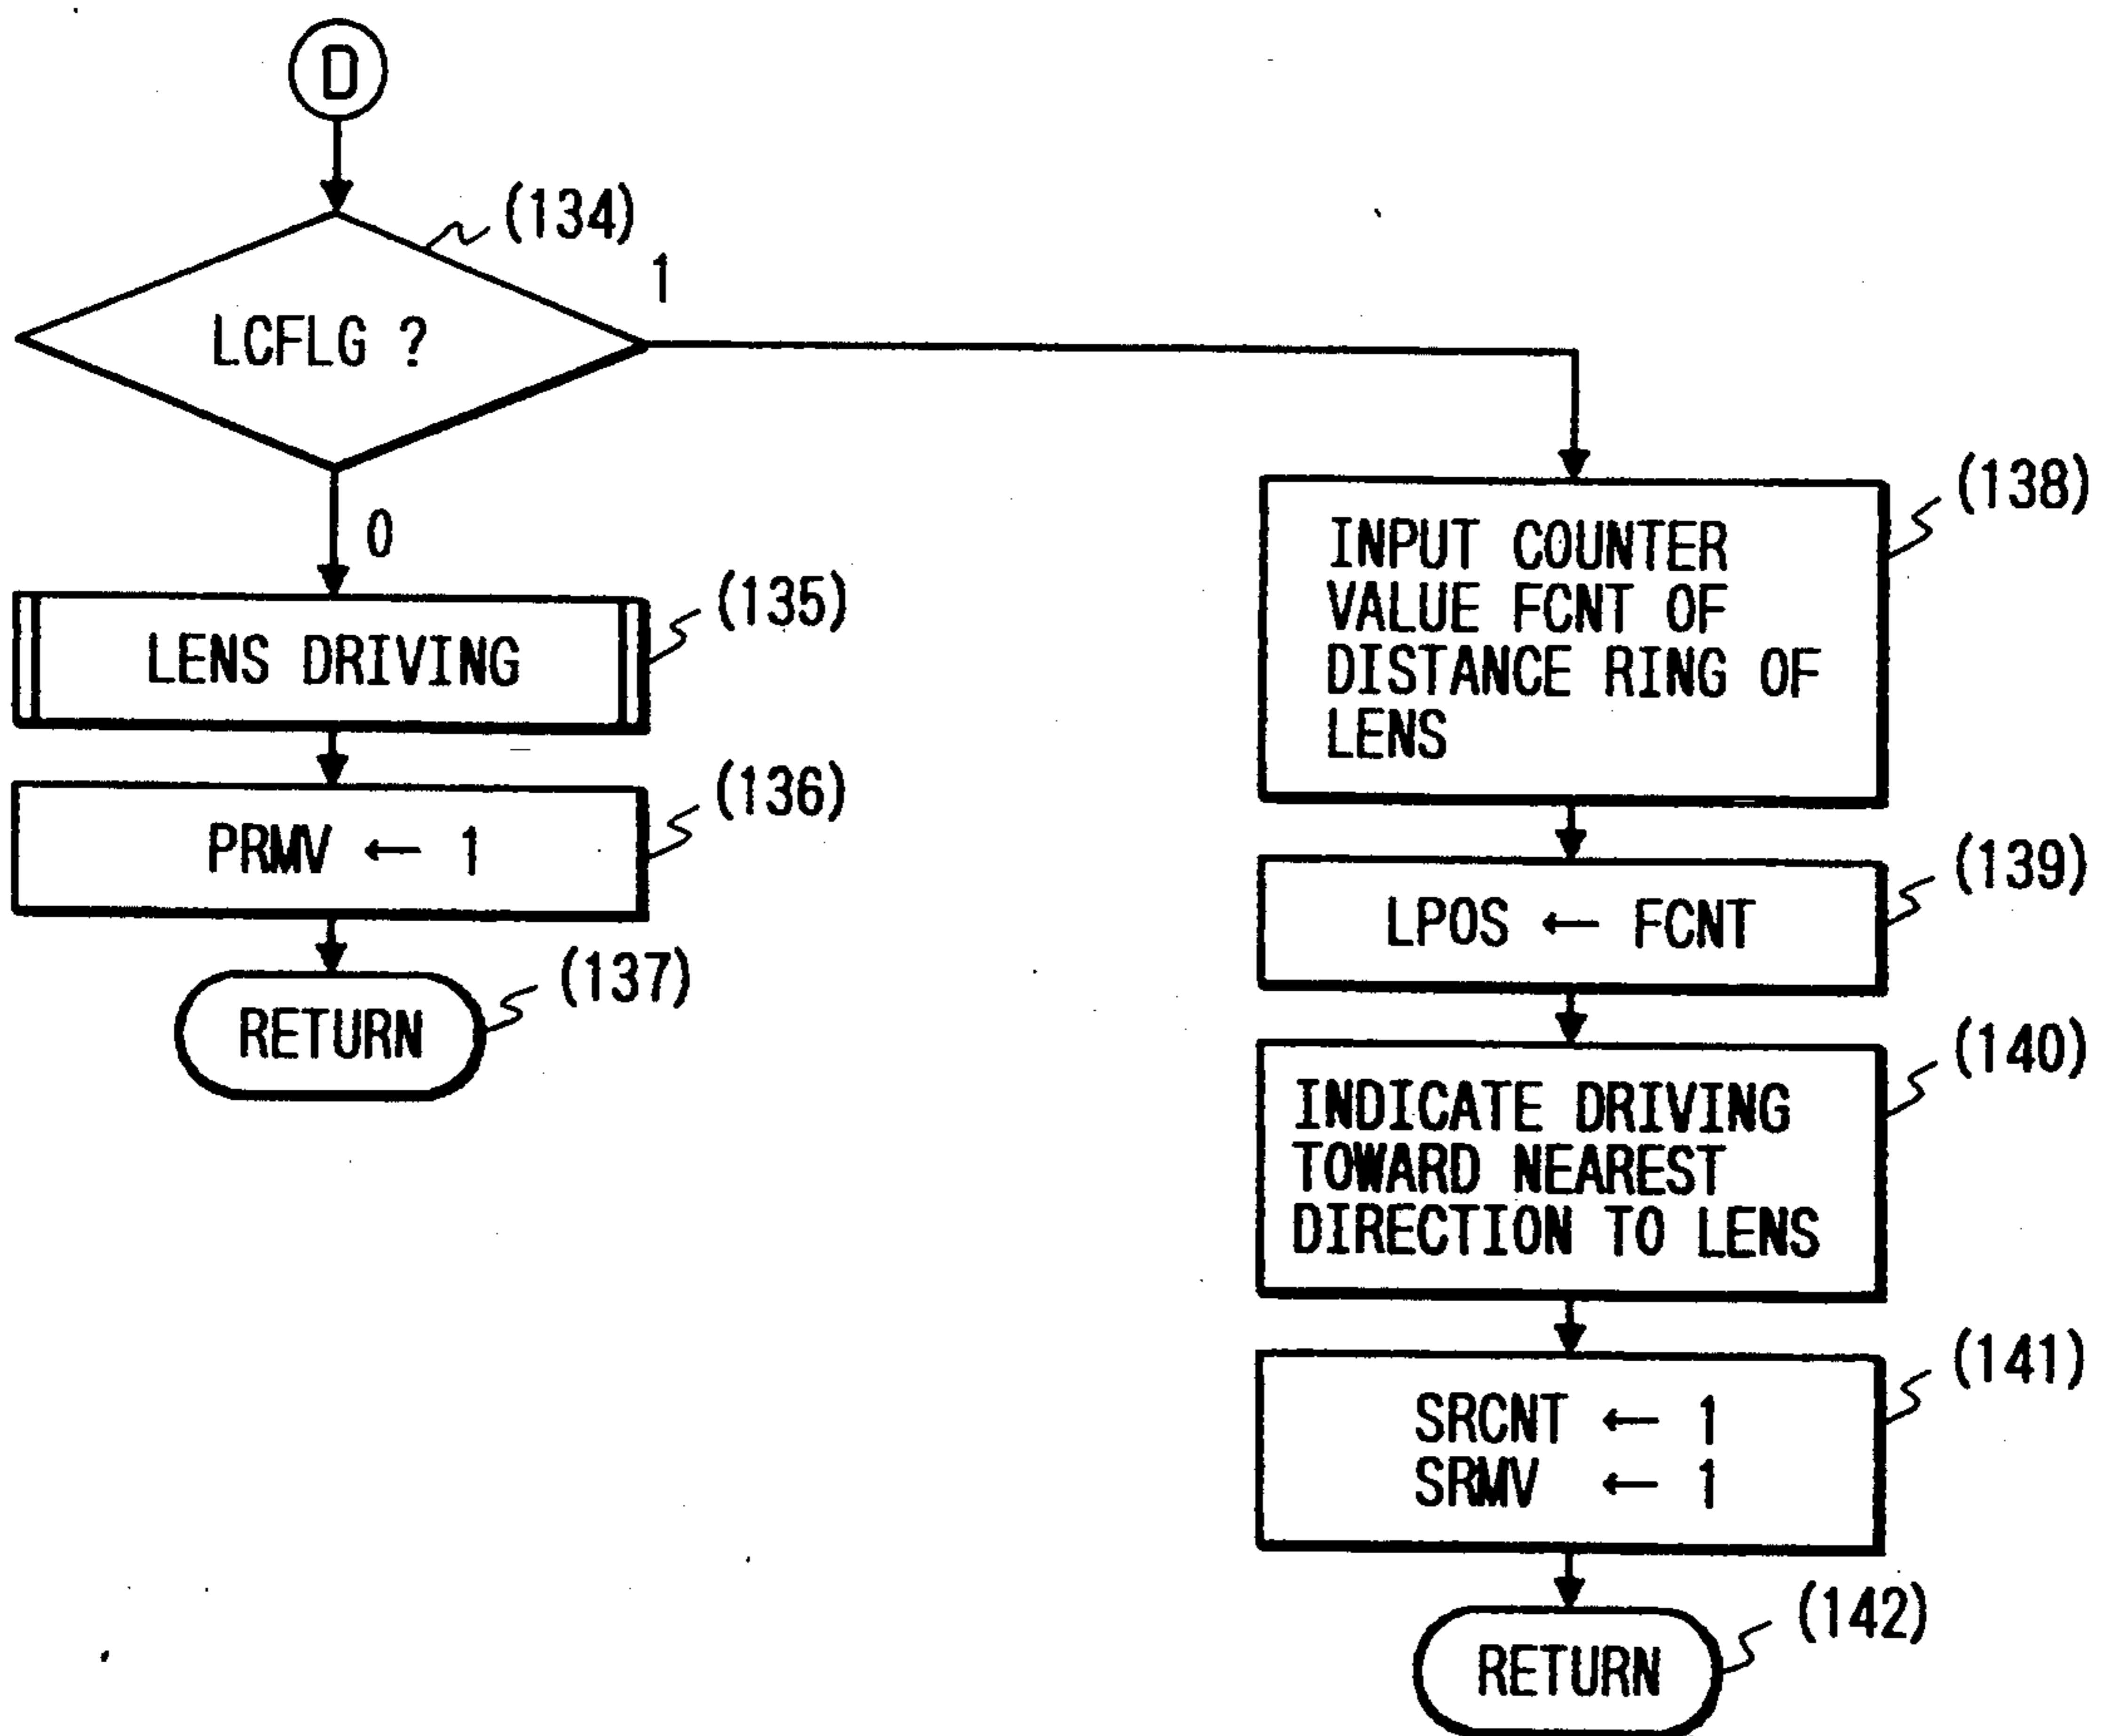 D
(134)
1
LCFLG ?
0
(135)
LENS DRIVING
(136)
PRMV ← 1
(137)
RETURN
(138)
INPUT COUNTER
VALUE FCNT OF
DISTANCE RING OF
LENS
(139)
LPOS ← FCNT
(140)
INDICATE DRIVING
TOWARD NEAREST
DIRECTION TO LENS
(141)
SRCNT ← 1
SRMV ← 1
(142)
RETURN